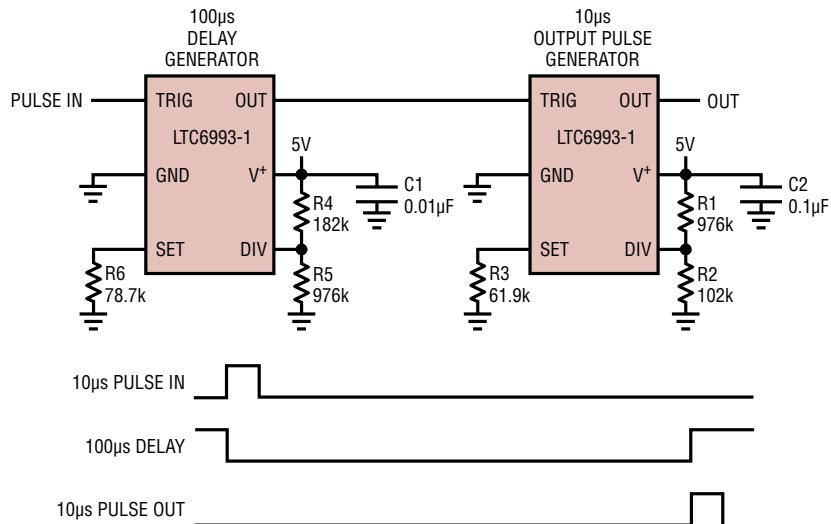 100µs
DELAY
GENERATOR
10µs
OUTPUT PULSE
GENERATOR
PULSE IN
TRIG OUT
TRIG OUT
OUT
LTC6993-1
5V
LTC6993-1
5V
GND V+
C1
0.01µF
GND V+
C2
0.1µF
R4
182k
R1
976k
SET DIV
SET DIV
R6
78.7k
R5
976k
R3
61.9k
R2
102k
10µs PULSE IN
100µs DELAY
10µs PULSE OUT